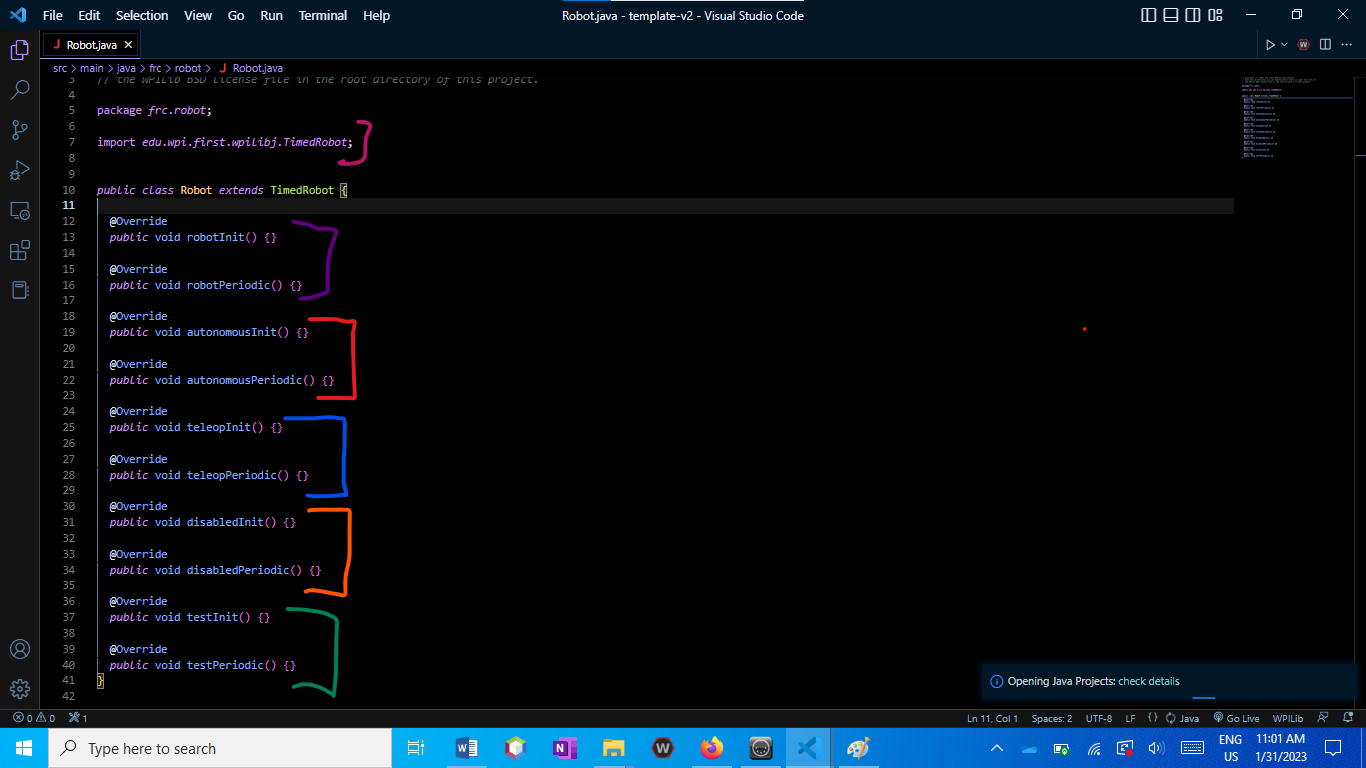 File Edit Selection View Go Run Terminal Help
Robot.java - template-v2 - Visual Studio Code
Robot.java
src > main > java > frc > robot > Robot.java
3 // the WPILib BSD license file in the root directory of this project.
4
5 package frc.robot;
6
7 import edu.wpi.first.wpilibj.TimedRobot;
8
9
10 public class Robot extends TimedRobot {
11
12 @Override
13 public void robotInit() {}
14
15 @Override
16 public void robotPeriodic() {}
17
18 @Override
19 public void autonomousInit() {}
20
21 @Override
22 public void autonomousPeriodic() {}
23
24 @Override
25 public void teleopInit() {}
26
27 @Override
28 public void teleopPeriodic() {}
29
30 @Override
31 public void disabledInit() {}
32
33 @Override
34 public void disabledPeriodic() {}
35
36 @Override
37 public void testInit() {}
38
39 @Override
40 public void testPeriodic() {}
41 }
42
Opening Java Projects: check details
0 0 1
Ln 11, Col 1 Spaces: 2 UTF-8 LF {} Java Go Live WPILib
Type here to search
ENG
US
11:01 AM
1/31/2023